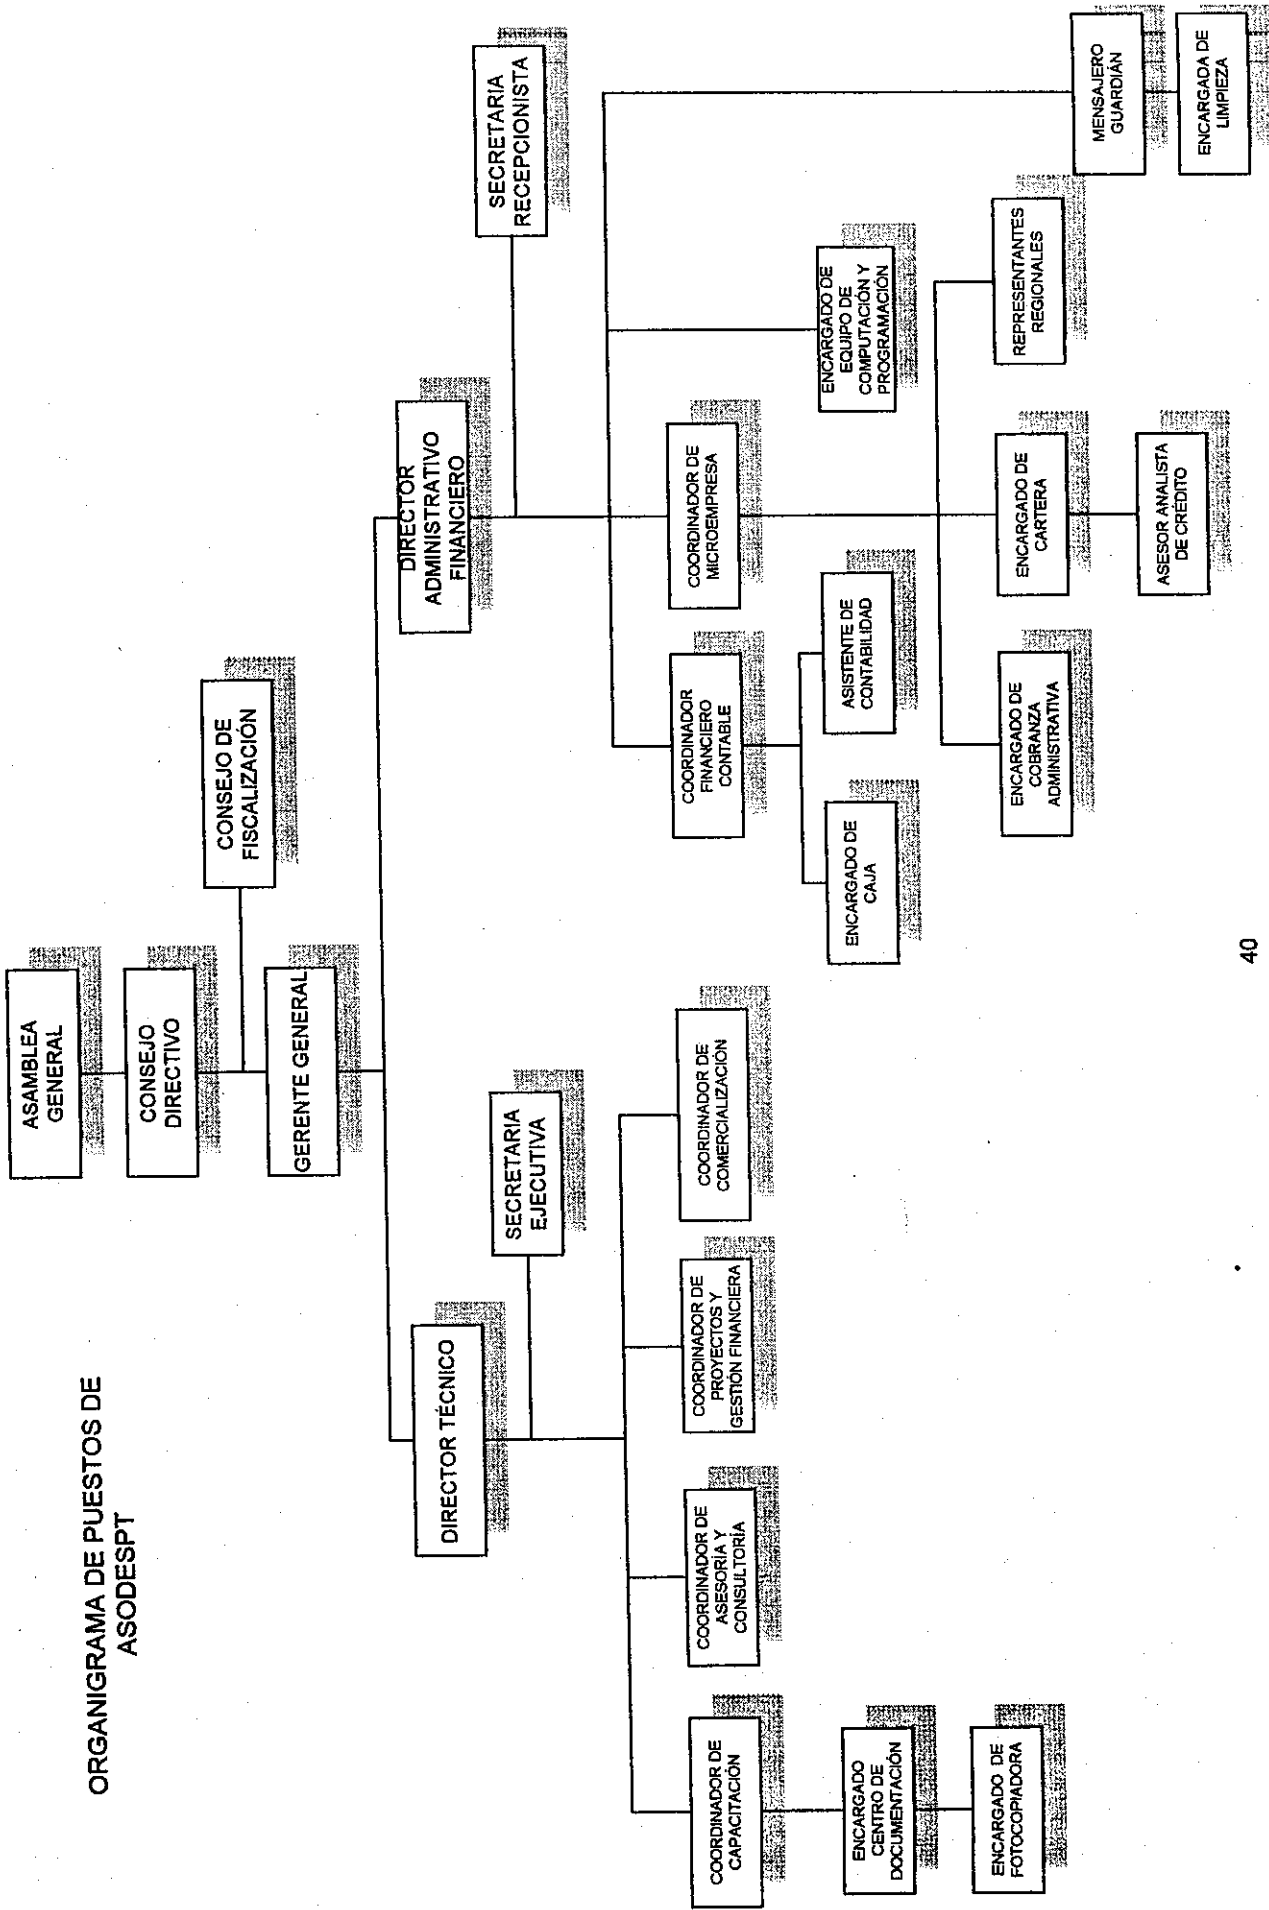 ORGANIGRAMA DE PUESTOS DE
ASODESPT
ASAMBLEA
GENERAL
CONSEJO
DIRECTIVO
CONSEJO DE
FISCALIZACIÓN
GERENTE GENERAL
DIRECTOR TÉCNICO
SECRETARIA
EJECUTIVA
DIRECTOR
ADMINISTRATIVO
FINANCIERO
SECRETARIA
RECEPCIONISTA
COORDINADOR DE
CAPACITACIÓN
COORDINADOR DE
ASESORÍA Y
CONSULTORÍA
COORDINADOR DE
PROYECTOS Y
GESTIÓN FINANCIERA
COORDINADOR DE
COMERCIALIZACIÓN
COORDINADOR
FINANCIERO
CONTABLE
COORDINADOR DE
MICROEMPRESA
ENCARGADO DE
EQUIPO DE
COMPUTACIÓN Y
PROGRAMACIÓN
MENSAJERO
GUARDIÁN
ENCARGADA DE
LIMPIEZA
ENCARGADO
CENTRO DE
DOCUMENTACIÓN
ENCARGADO DE
FOTOCOPIADORA
ENCARGADO DE
CAJA
ASISTENTE DE
CONTABILIDAD
ENCARGADO DE
COBRANZA
ADMINISTRATIVA
ENCARGADO DE
CARTERA
REPRESENTANTES
REGIONALES
ASESOR ANALISTA
DE CRÉDITO
40